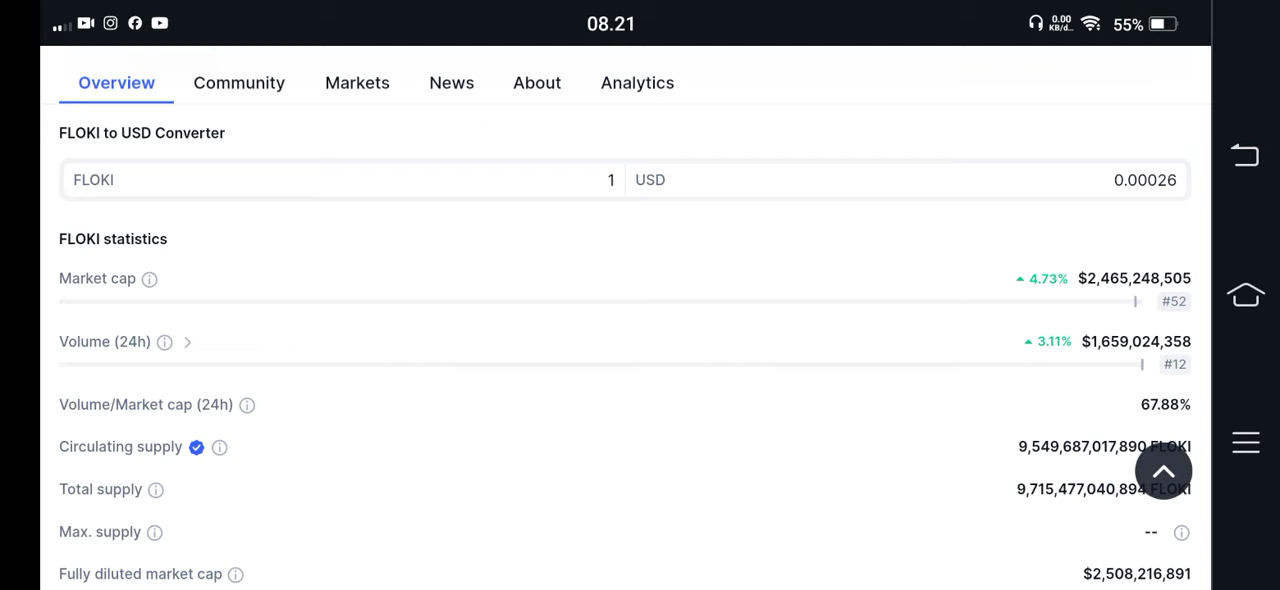 08.21
0.00
KB/d...
55%
Overview Community Markets News About Analytics
FLOKI to USD Converter
FLOKI 1 USD 0.00026
FLOKI statistics
Market cap 4.73% $2,465,248,505
#52
Volume (24h) 3.11% $1,659,024,358
#12
Volume/Market cap (24h) 67.88%
Circulating supply 9,549,687,017,890 FLOKI
Total supply 9,715,477,040,894 FLOKI
Max. supply --
Fully diluted market cap $2,508,216,891